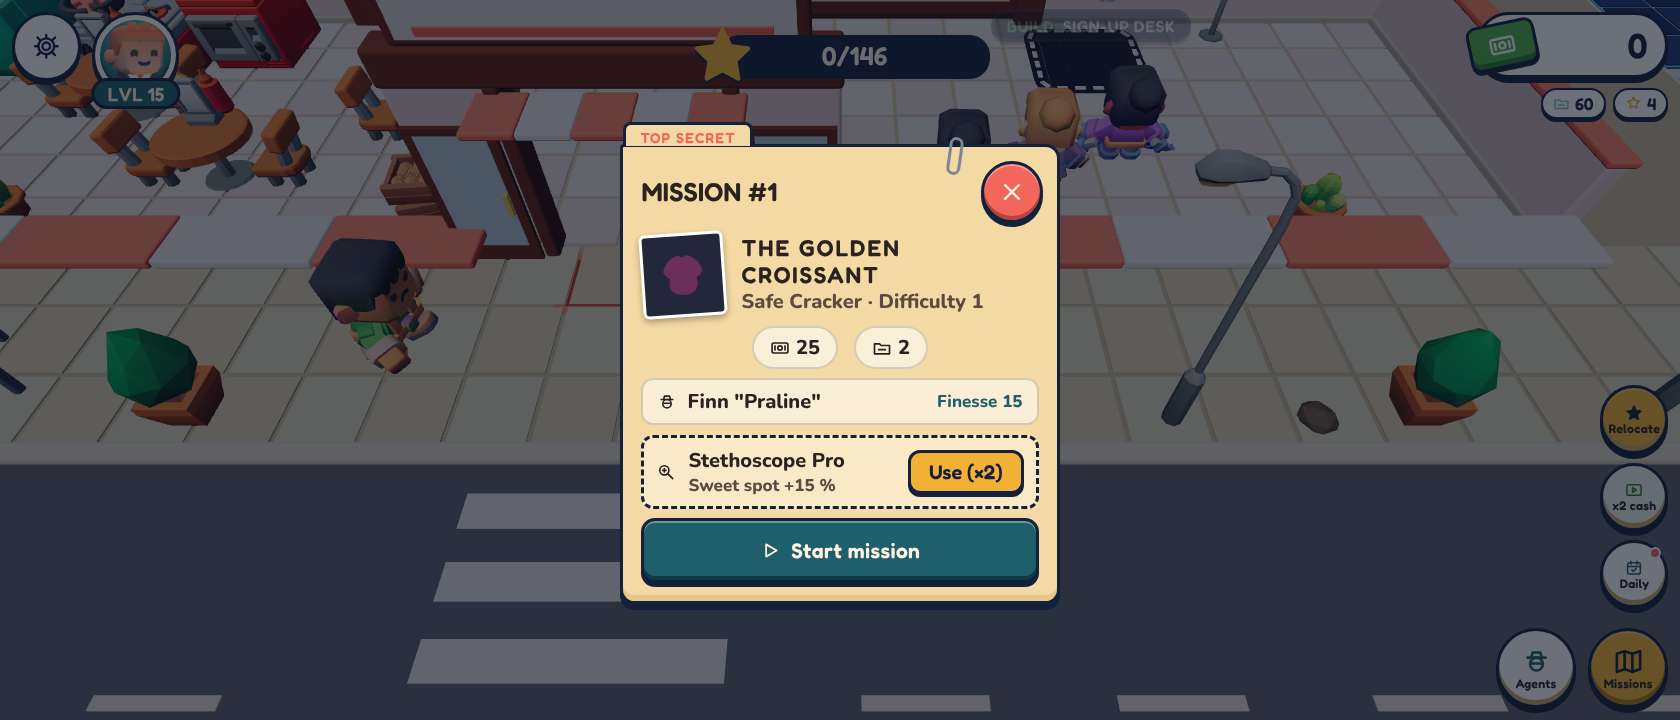 LVL 15
0/146
BUILD: SIGN-UP DESK
0
60
4
TOP SECRET
MISSION #1
THE GOLDEN
CROISSANT
Safe Cracker · Difficulty 1
25
2
Finn "Praline"
Finesse 15
Stethoscope Pro
Sweet spot +15 %
Use (x2)
Start mission
Relocate
x2 cash
Daily
Agents
Missions